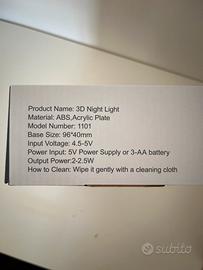 Product Name: 3D Night Light
Material: ABS,Acrylic Plate
Model Number: 1101
Base Size: 96*40mm
Input Voltage: 4.5-5V
Power Input: 5V Power Supply or 3-AA battery
Output Power:2-2.5W
How to Clean: Wipe it gently with a cleaning cloth
subito